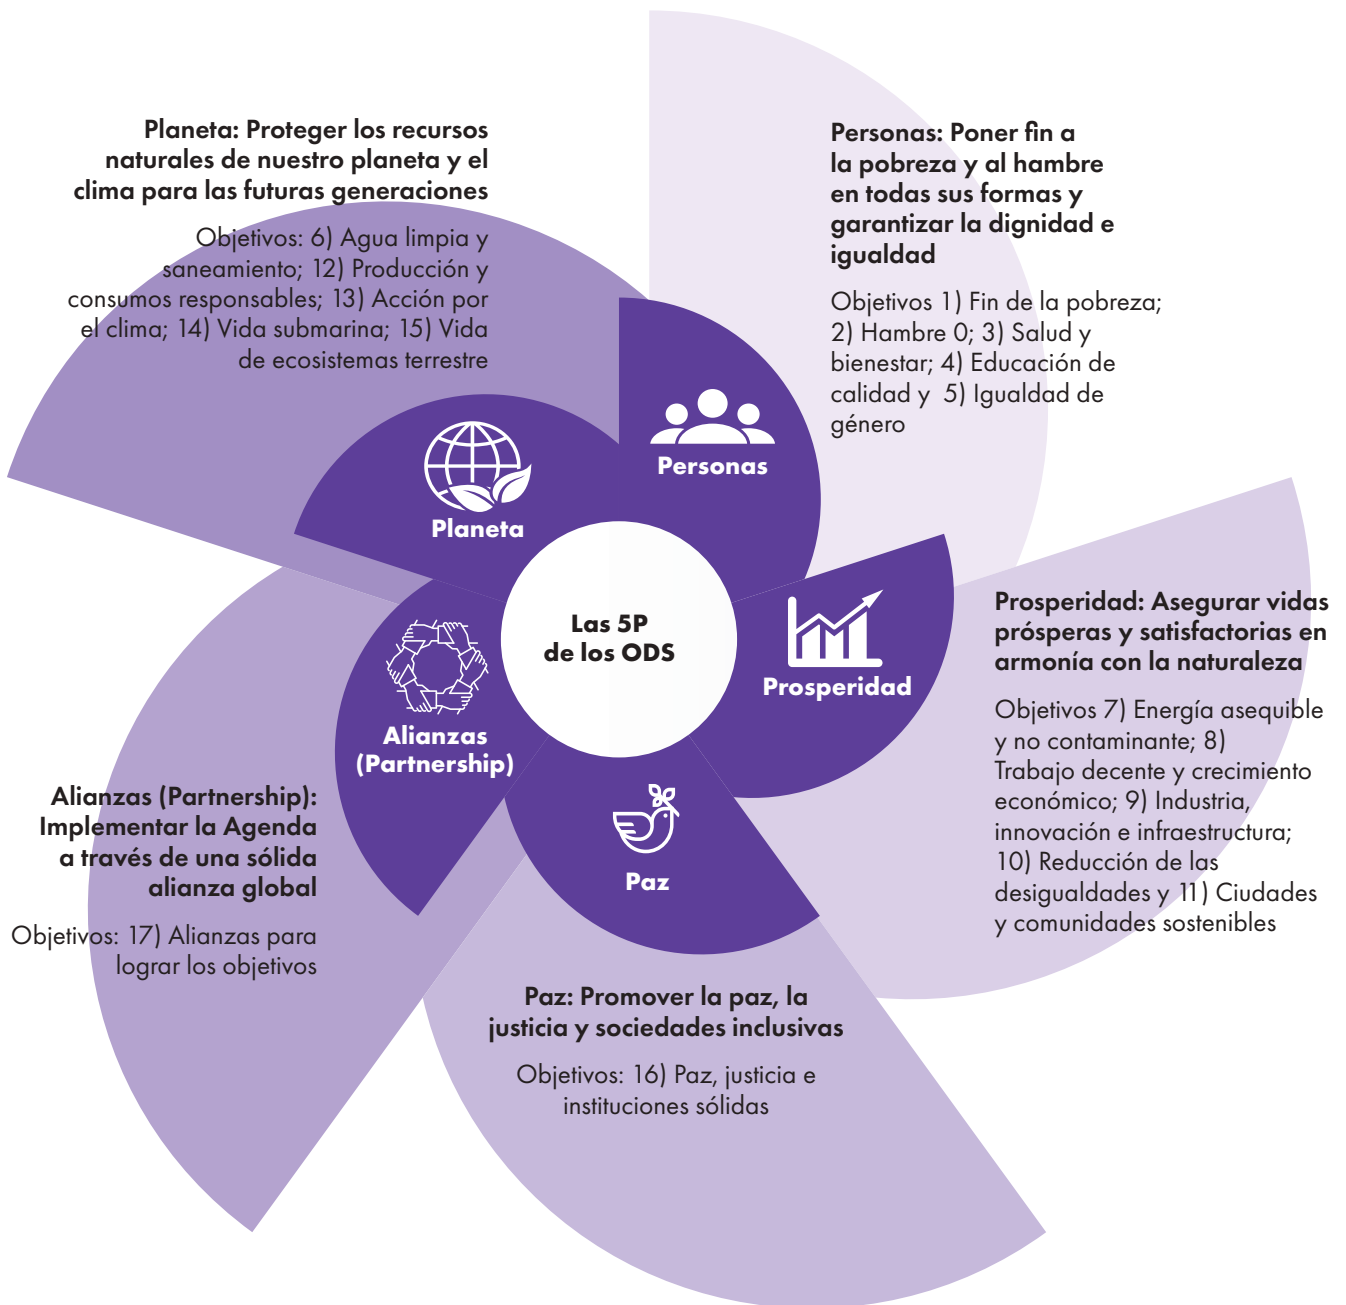 Planeta: Proteger los recursos
naturales de nuestro planeta y el
clima para las futuras generaciones
Objetivos: 6) Agua limpia y
saneamiento; 12) Producción y
consumos responsables; 13) Acción por
el clima; 14) Vida submarina; 15) Vida
de ecosistemas terrestre
Personas: Poner fin a
la pobreza y al hambre
en todas sus formas y
garantizar la dignidad e
igualdad
Objetivos 1) Fin de la pobreza;
2) Hambre 0; 3) Salud y
bienestar; 4) Educación de
calidad y 5) Igualdad de
género
Personas
Planeta
Las 5P
de los ODS
Prosperidad
Alianzas
(Partnership)
Paz
Prosperidad: Asegurar vidas
prósperas y satisfactorias en
armonía con la naturaleza
Objetivos 7) Energía asequible
y no contaminante; 8)
Trabajo decente y crecimiento
económico; 9) Industria,
innovación e infraestructura;
10) Reducción de las
desigualdades y 11) Ciudades
y comunidades sostenibles
Alianzas (Partnership):
Implementar la Agenda
a través de una sólida
alianza global
Objetivos: 17) Alianzas para
lograr los objetivos
Paz: Promover la paz, la
justicia y sociedades inclusivas
Objetivos: 16) Paz, justicia e
instituciones sólidas